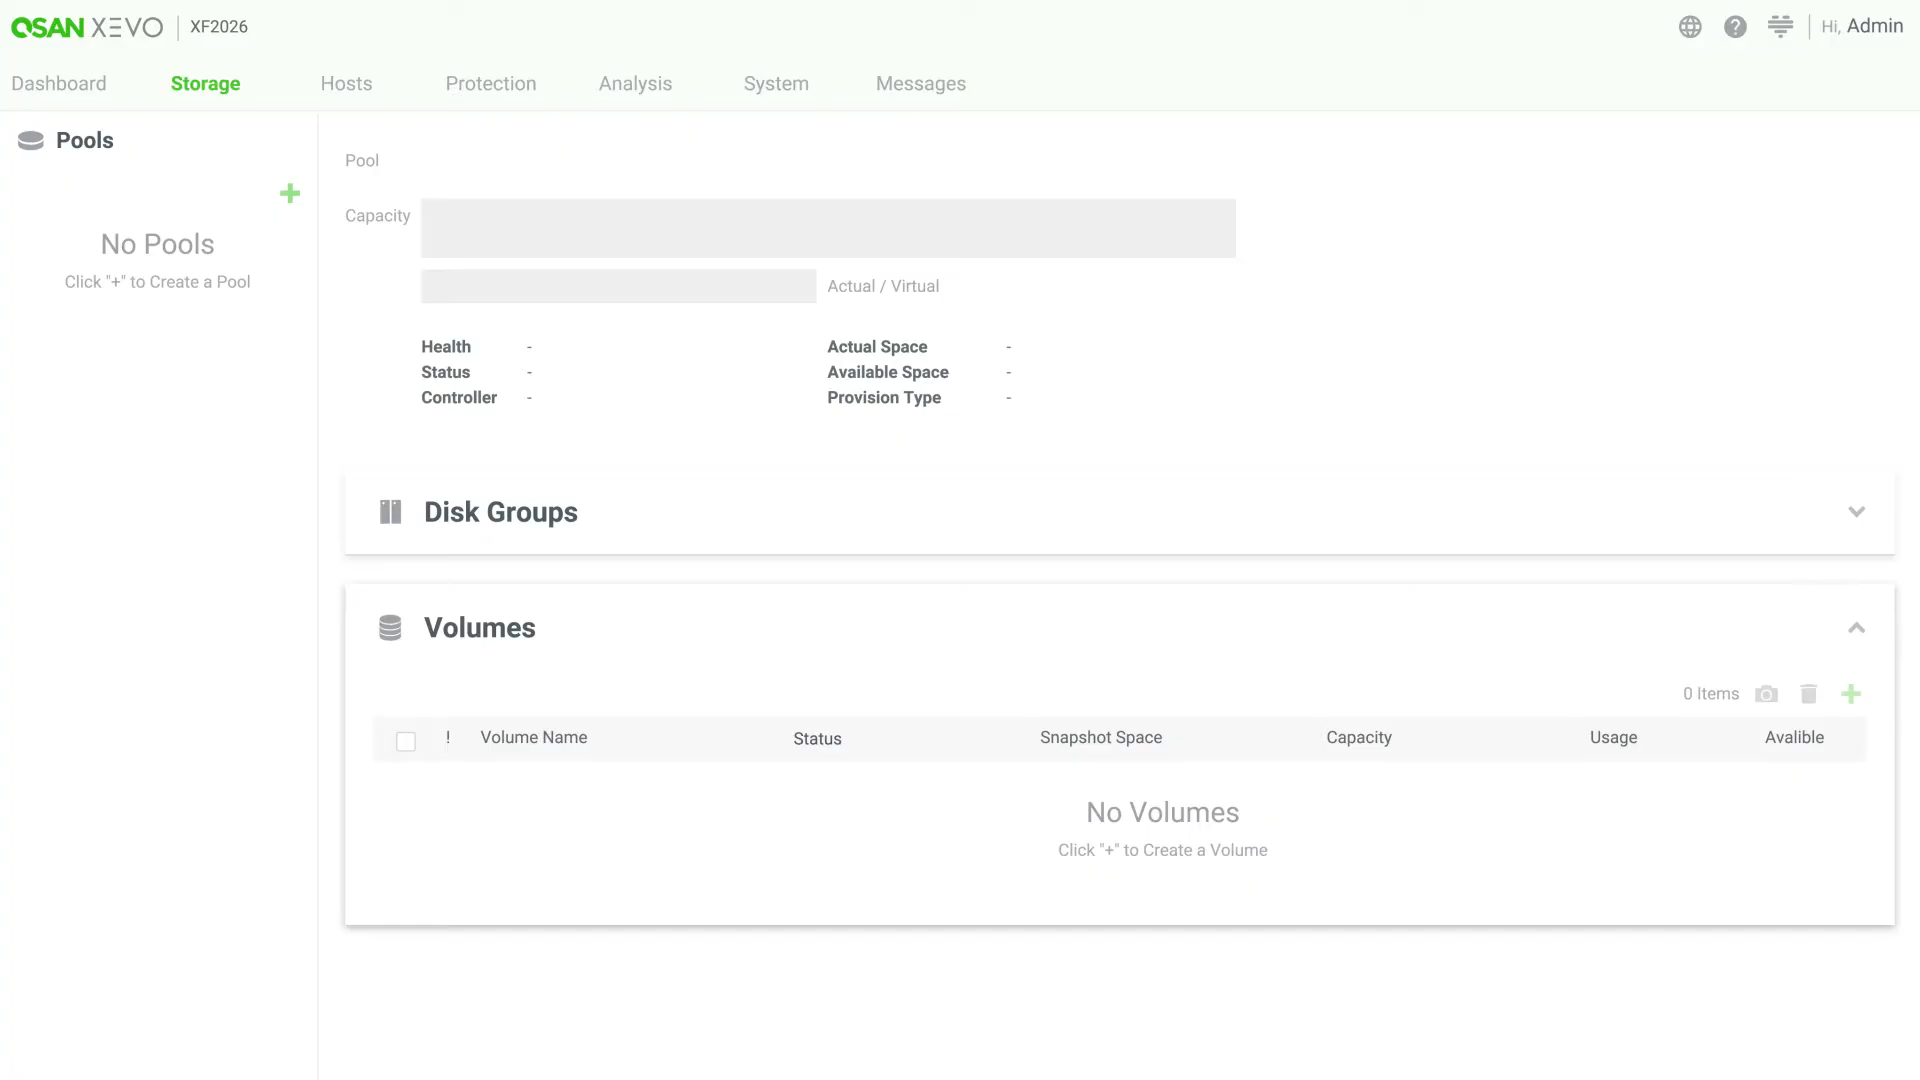 QSAN XEVO XF2026 Hi, Admin
Dashboard Storage Hosts Protection Analysis System Messages
Pools
No Pools
Click "+" to Create a Pool
Pool
Capacity
Actual / Virtual
Health - Actual Space -
Status - Available Space -
Controller - Provision Type -
Disk Groups
Volumes
0 Items
! Volume Name Status Snapshot Space Capacity Usage Avalible
No Volumes
Click "+" to Create a Volume